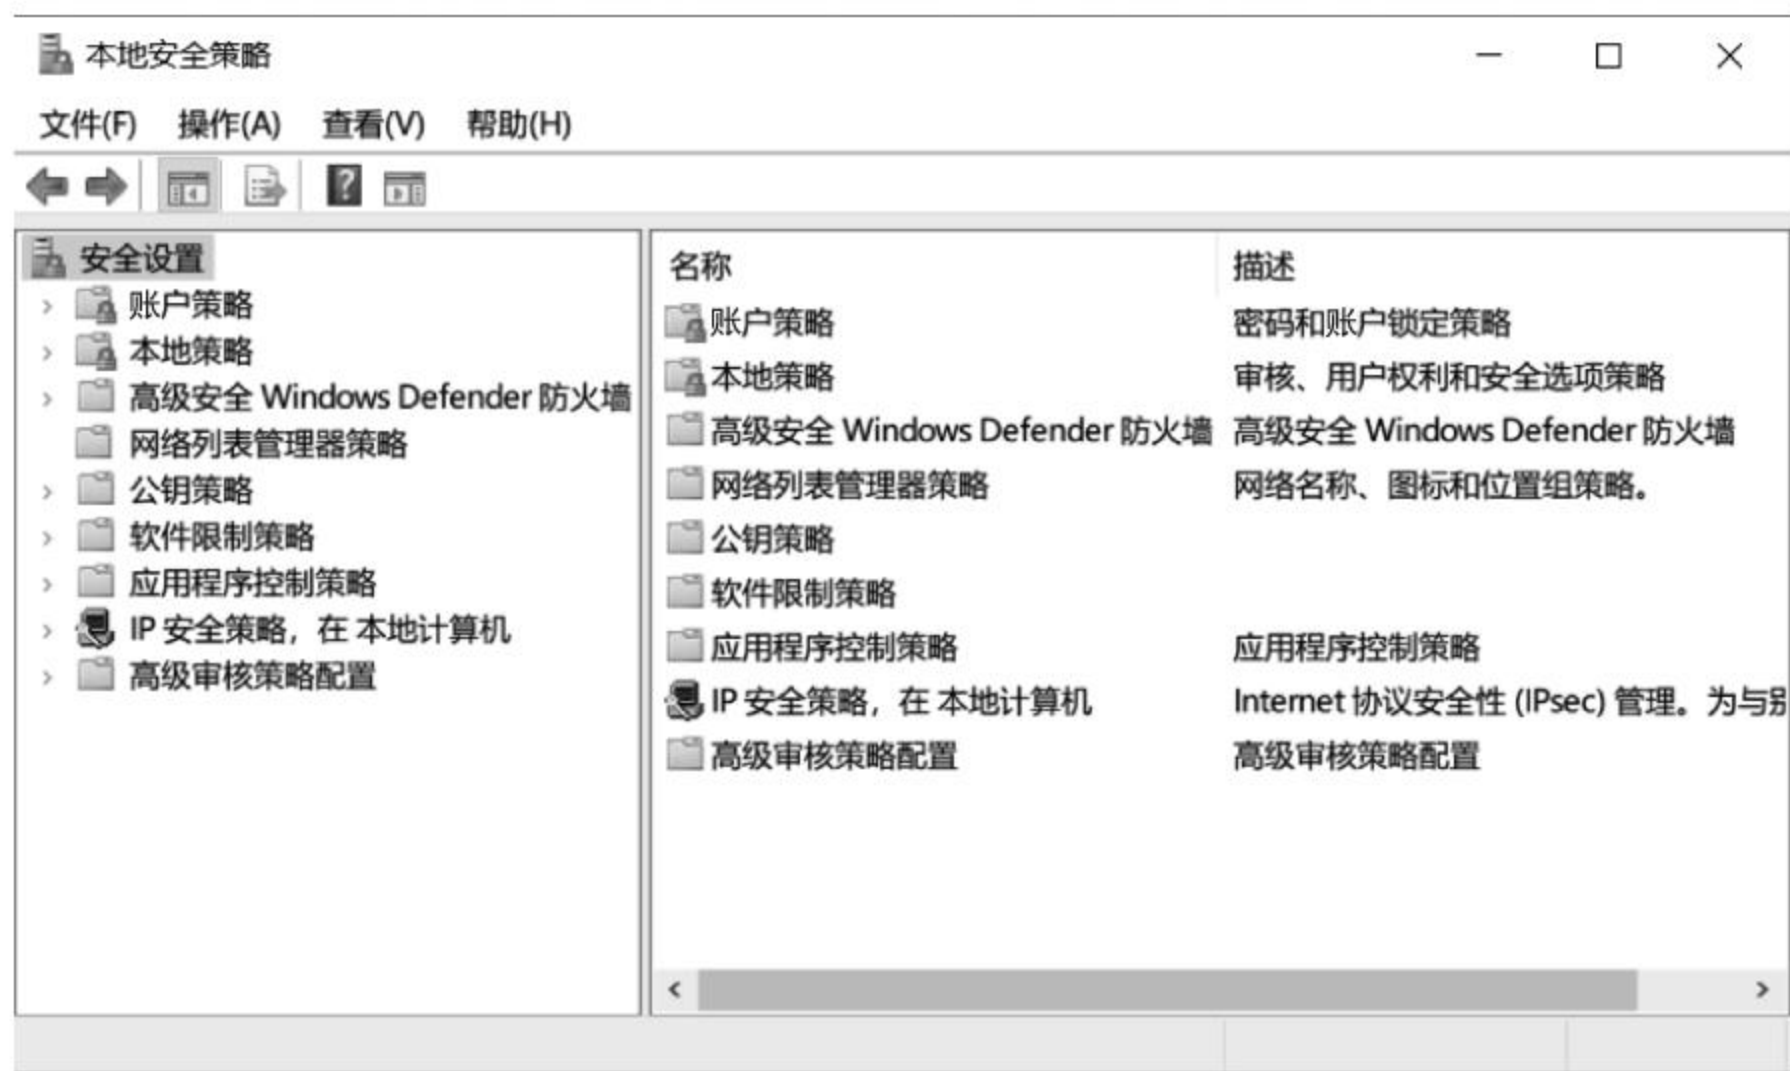 本地安全策略
文件(F) 操作(A) 查看(V) 帮助(H)
安全设置
账户策略
本地策略
高级安全 Windows Defender 防火墙
网络列表管理器策略
公钥策略
软件限制策略
应用程序控制策略
IP 安全策略，在 本地计算机
高级审核策略配置
名称 描述
账户策略 密码和账户锁定策略
本地策略 审核、用户权利和安全选项策略
高级安全 Windows Defender 防火墙 高级安全 Windows Defender 防火墙
网络列表管理器策略 网络名称、图标和位置组策略。
公钥策略
软件限制策略
应用程序控制策略 应用程序控制策略
IP 安全策略，在 本地计算机 Internet 协议安全性 (IPsec) 管理。为与别
高级审核策略配置 高级审核策略配置